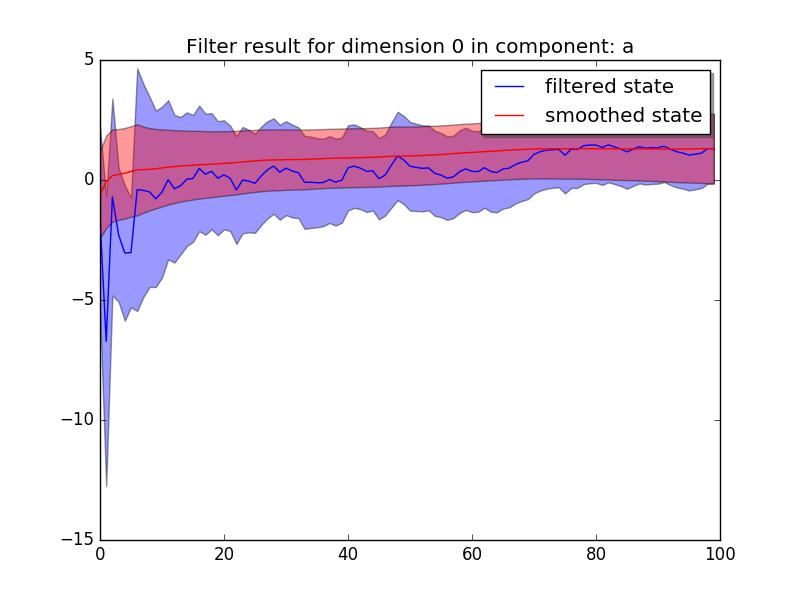 Filter result for dimension 0 in component: a
filtered state
smoothed state
5
0
−5
−10
−15
0 20 40 60 80 100